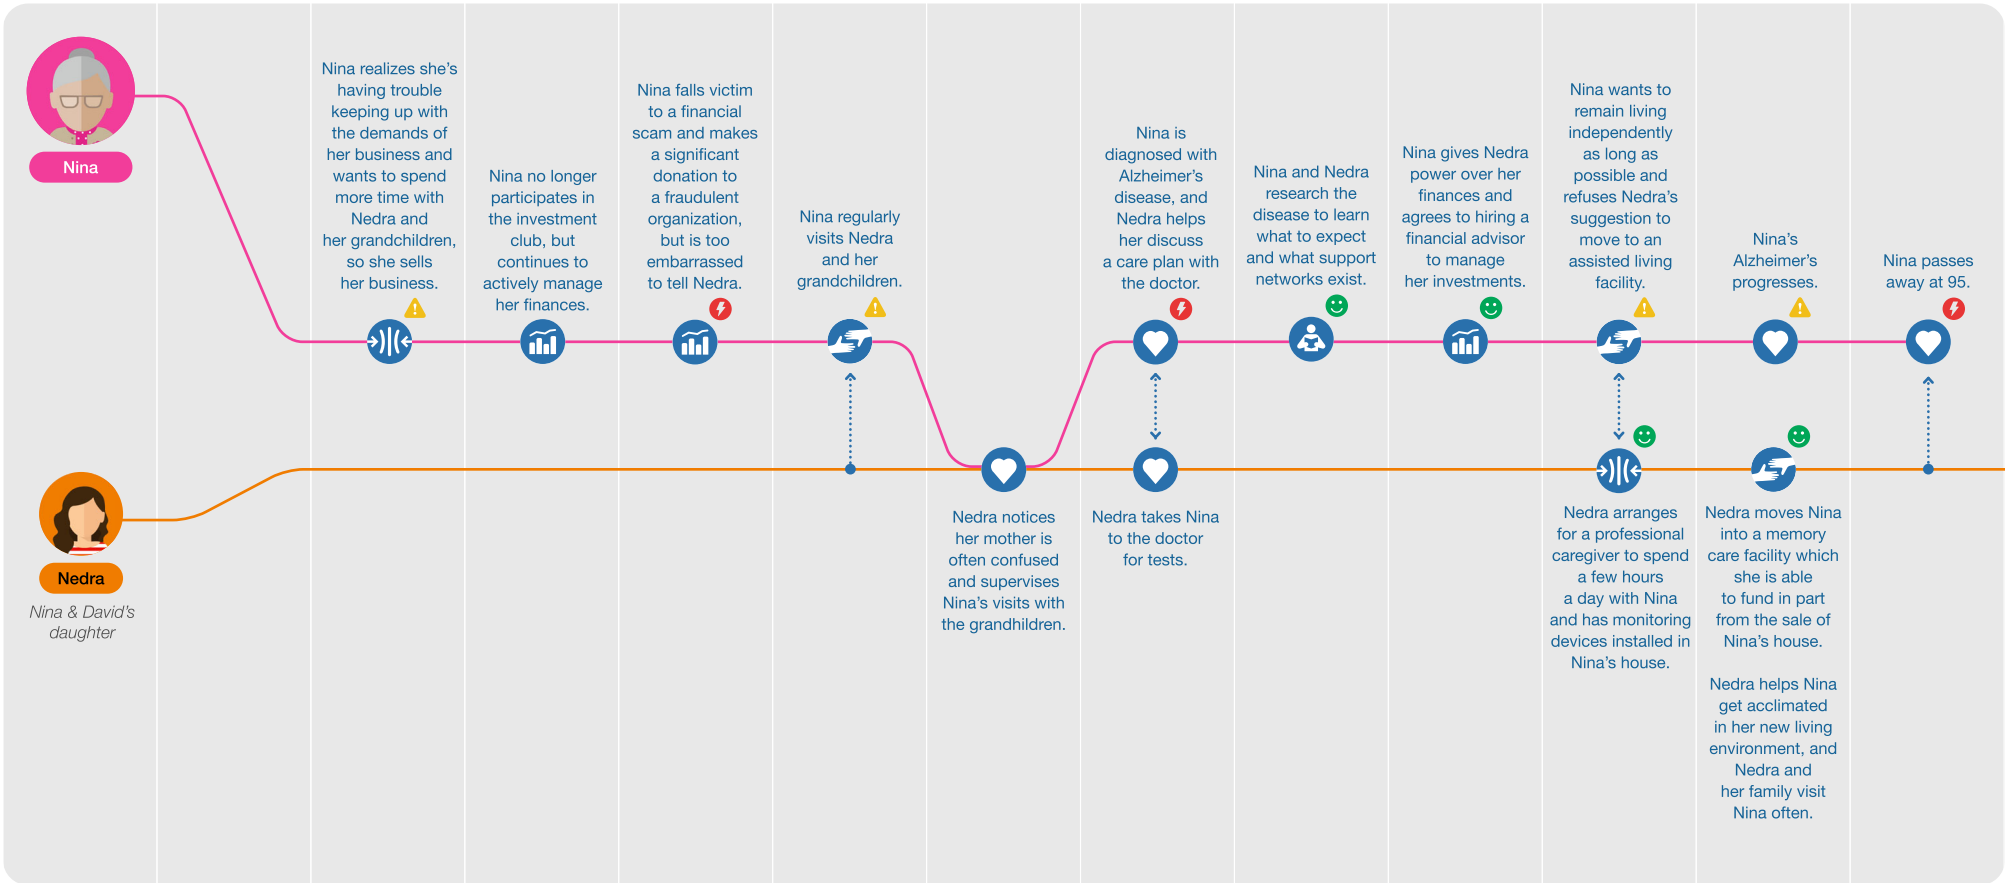 Nina
Nina realizes she's
having trouble
keeping up with
the demands of
her business and
wants to spend
more time with
Nedra and
her grandchildren,
so she sells
her business.
Nina no longer
participates in
the investment
club, but
continues to
actively manage
her finances.
Nina falls victim
to a financial
scam and makes
a significant
donation to
a fraudulent
organization,
but is too
embarrassed
to tell Nedra.
Nina regularly
visits Nedra
and her
grandchildren.
Nina is
diagnosed with
Alzheimer's
disease, and
Nedra helps
her discuss
a care plan with
the doctor.
Nina and Nedra
research the
disease to learn
what to expect
and what support
networks exist.
Nina gives Nedra
power over her
finances and
agrees to hiring a
financial advisor
to manage
her investments.
Nina wants to
remain living
independently
as long as
possible and
refuses Nedra's
suggestion to
move to an
assisted living
facility.
Nina's
Alzheimer's
progresses.
Nina passes
away at 95.
Nedra
Nina & David's
daughter
Nedra notices
her mother is
often confused
and supervises
Nina's visits with
the grandhildren.
Nedra takes Nina
to the doctor
for tests.
Nedra arranges
for a professional
caregiver to spend
a few hours
a day with Nina
and has monitoring
devices installed in
Nina's house.
Nedra moves Nina
into a memory
care facility which
she is able
to fund in part
from the sale of
Nina's house.
Nedra helps Nina
get acclimated
in her new living
environment, and
Nedra and
her family visit
Nina often.